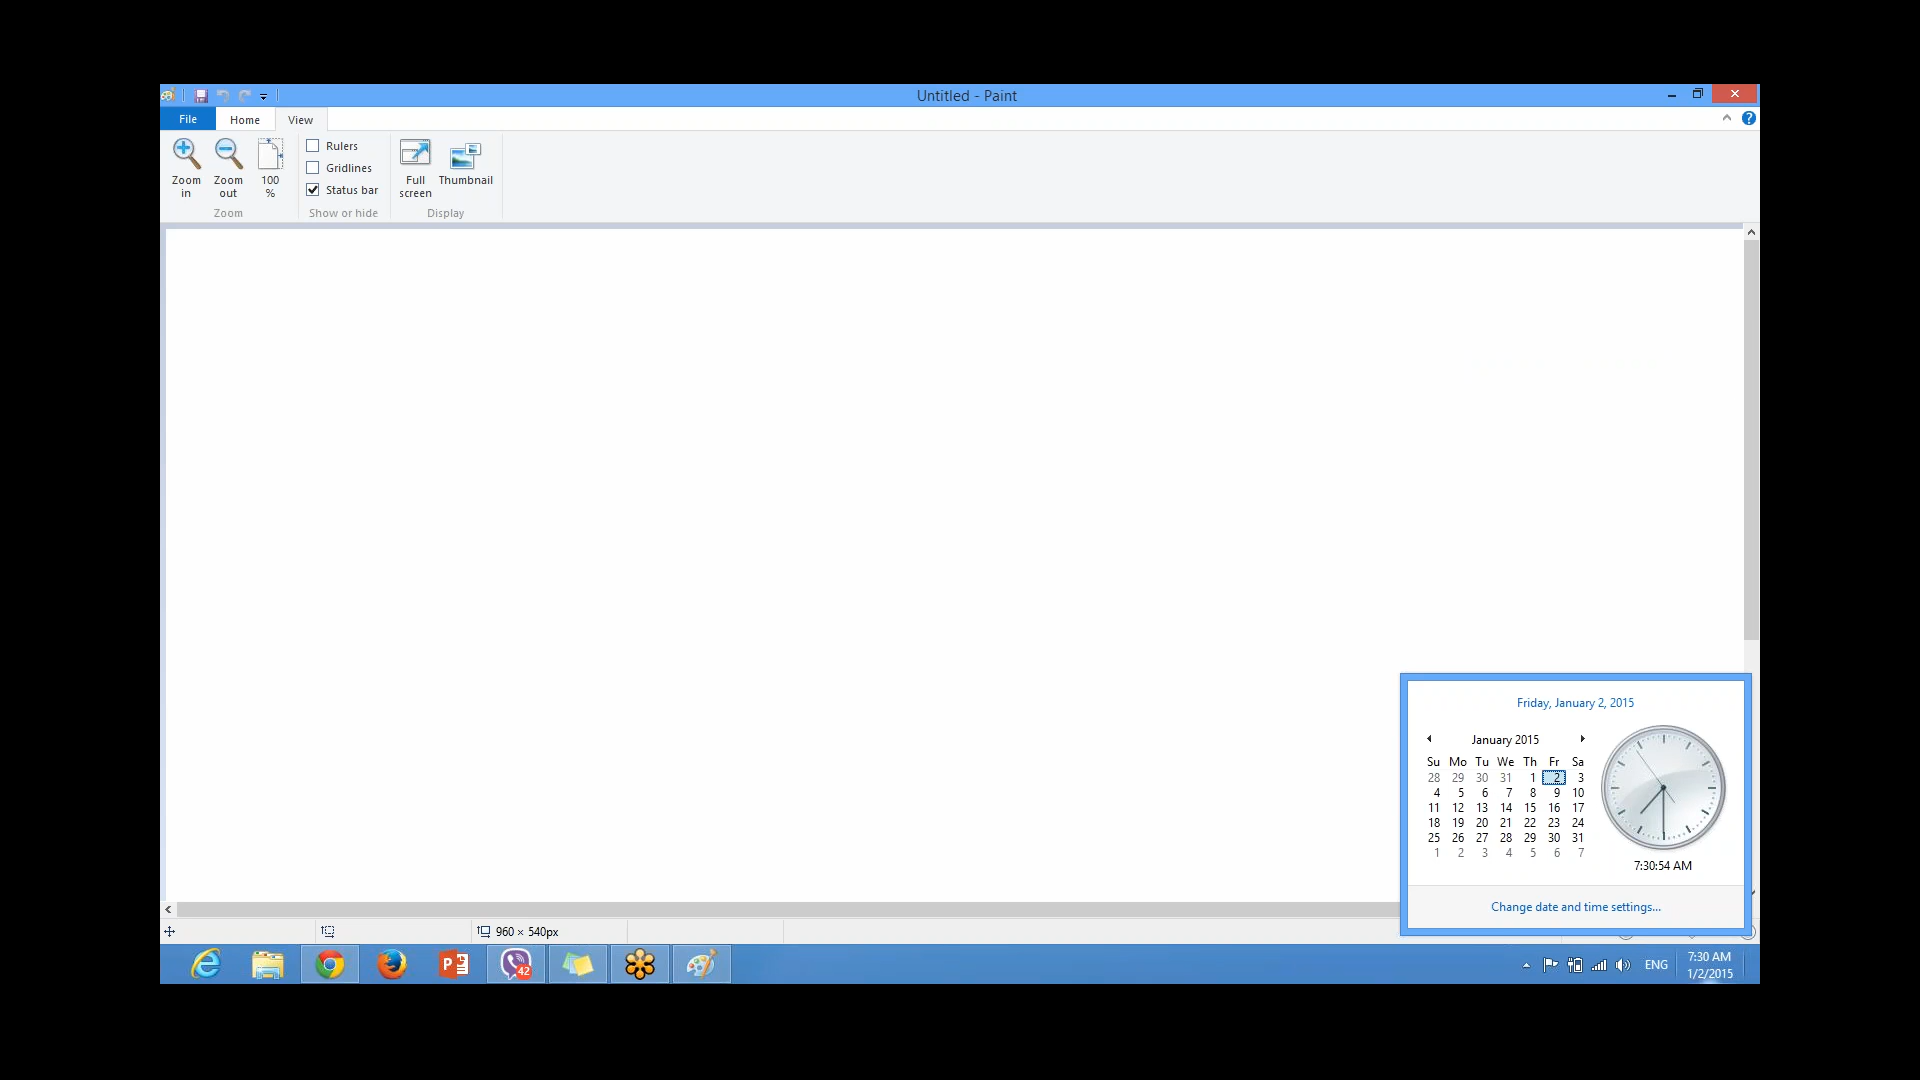 Untitled - Paint
File Home View
Zoom in
Zoom out
100 %
Zoom
Rulers
Gridlines
Status bar
Show or hide
Full screen
Thumbnail
Display
Friday, January 2, 2015
January 2015
Su Mo Tu We Th Fr Sa
28 29 30 31 1 2 3
4 5 6 7 8 9 10
11 12 13 14 15 16 17
18 19 20 21 22 23 24
25 26 27 28 29 30 31
1 2 3 4 5 6 7
7:30:54 AM
Change date and time settings...
960 × 540px
42
ENG
7:30 AM
1/2/2015